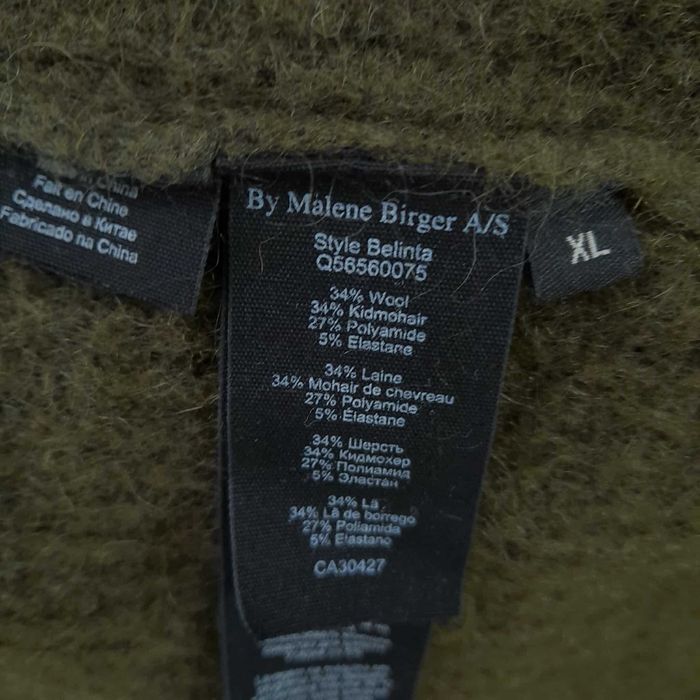 in China
Fait en Chine
Сделано в Китае
Fabricado na China
By Malene Birger A/S
Style Belinta
Q56560075
34% Wool
34% Kidmohair
27% Polyamide
5% Elastane
34% Laine
34% Mohair de chevreau
27% Polyamide
5% Élastane
34% Шерсть
34% Кидмохер
27% Полиамид
5% Эластан
34% Lã
34% Lã de borrego
27% Poliamida
5% Elastano
CA30427
XL